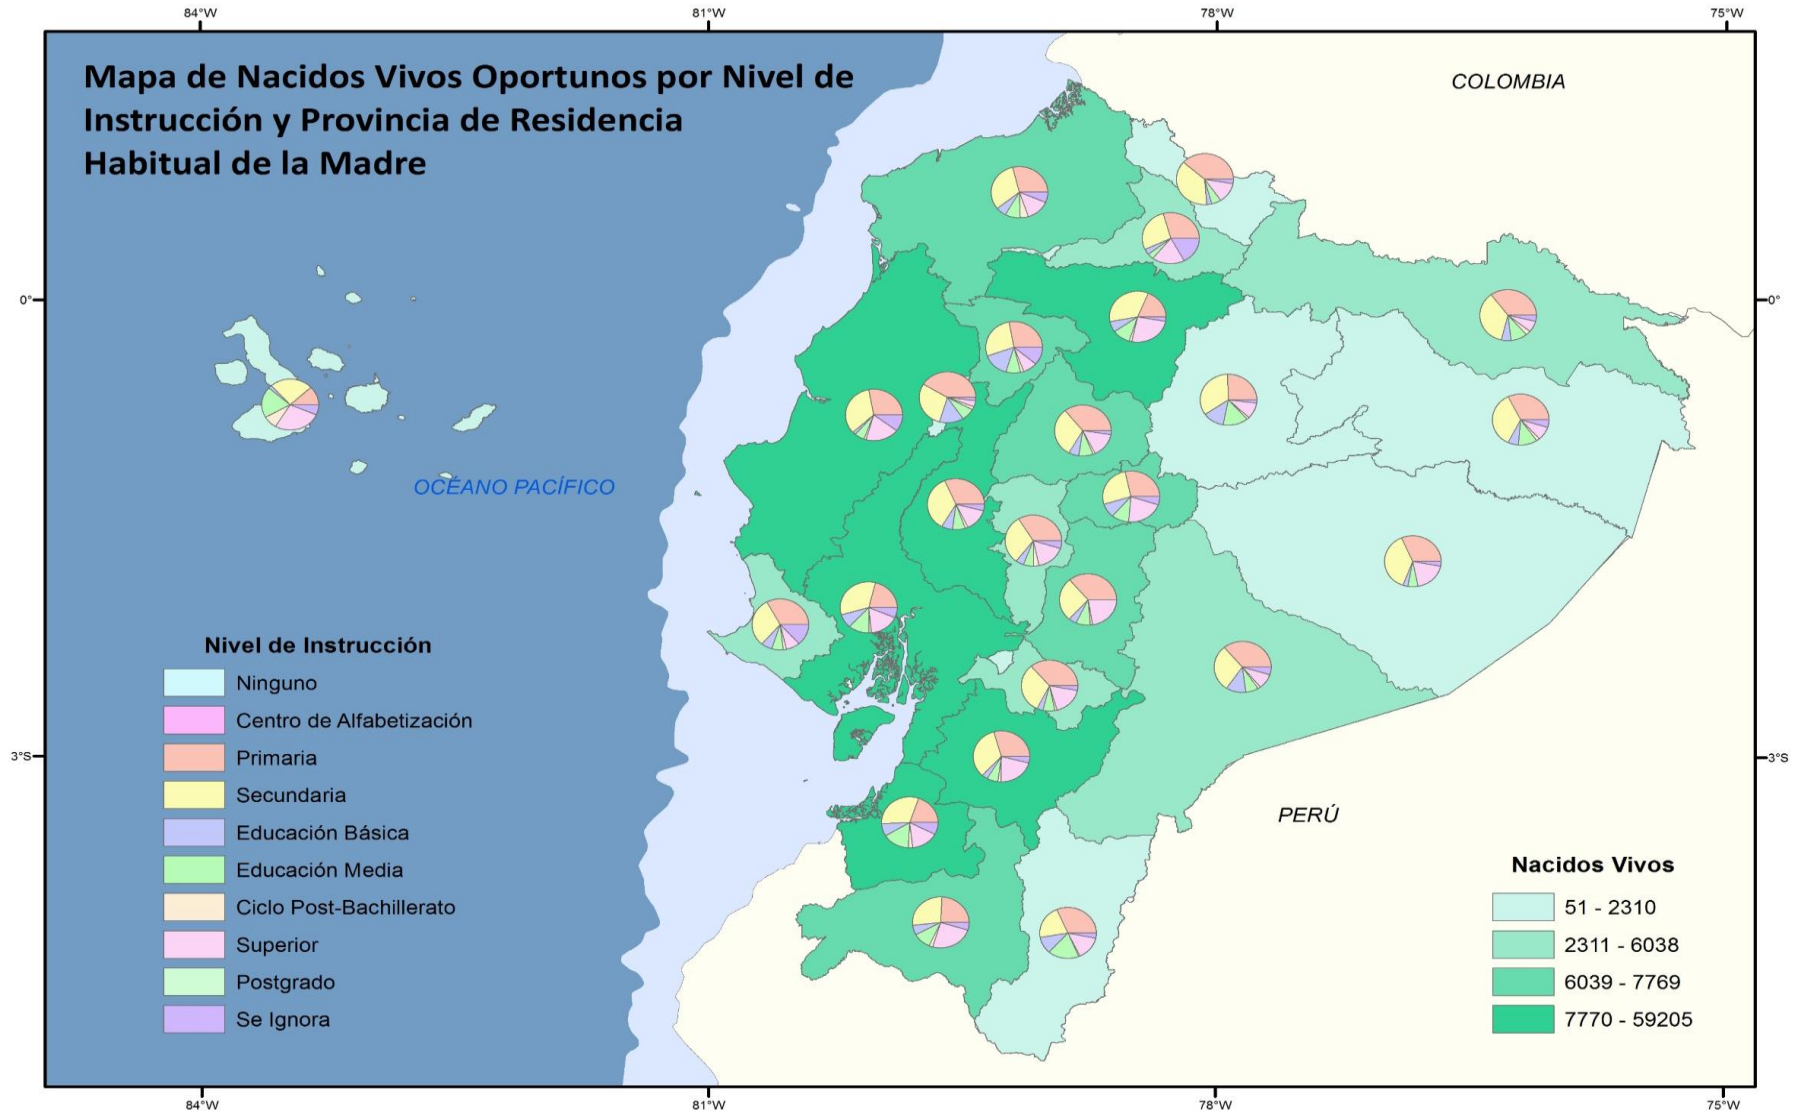 84°W
81°W
78°W
75°W
Mapa de Nacidos Vivos Oportunos por Nivel de
Instrucción y Provincia de Residencia
Habitual de la Madre
COLOMBIA
0°
0°
OCÉANO PACÍFICO
Nivel de Instrucción
Ninguno
Centro de Alfabetización
Primaria
Secundaria
Educación Básica
Educación Media
Ciclo Post-Bachillerato
Superior
Postgrado
Se Ignora
3°S
3°S
PERÚ
Nacidos Vivos
51 - 2310
2311 - 6038
6039 - 7769
7770 - 59205
84°W
81°W
78°W
75°W